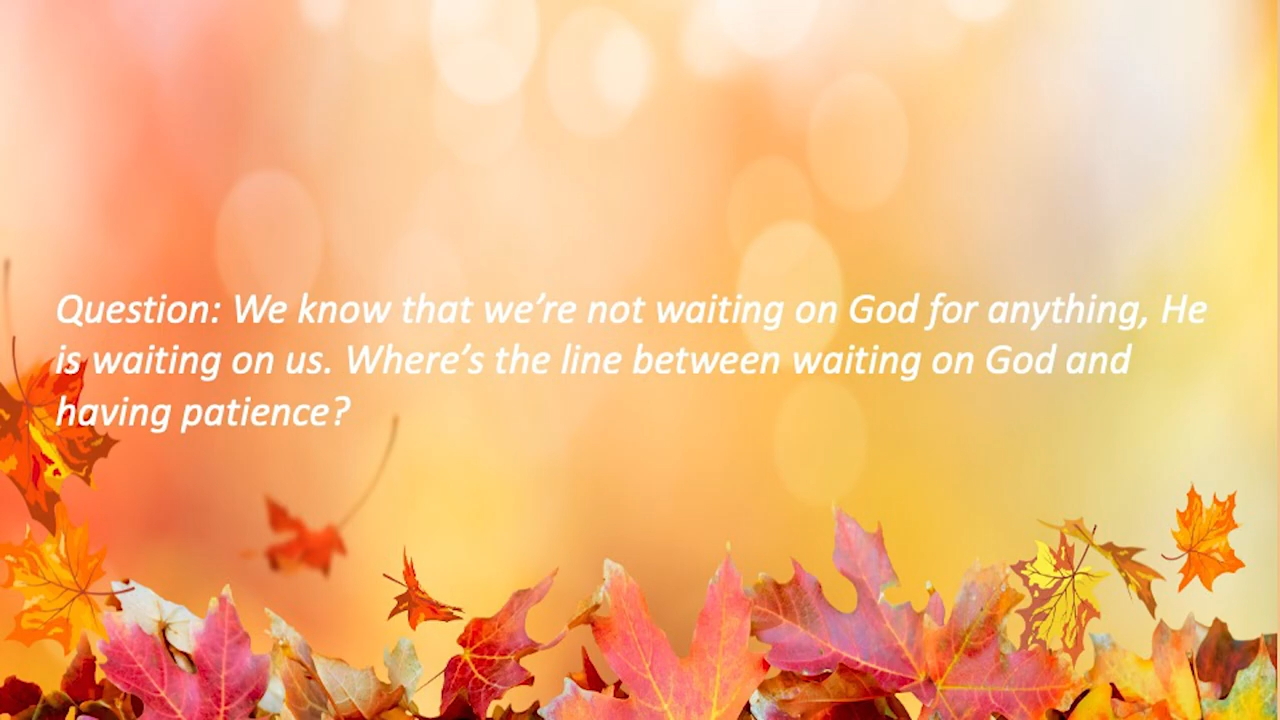 Question: We know that we’re not waiting on God for anything, He
is waiting on us. Where’s the line between waiting on God and
having patience?